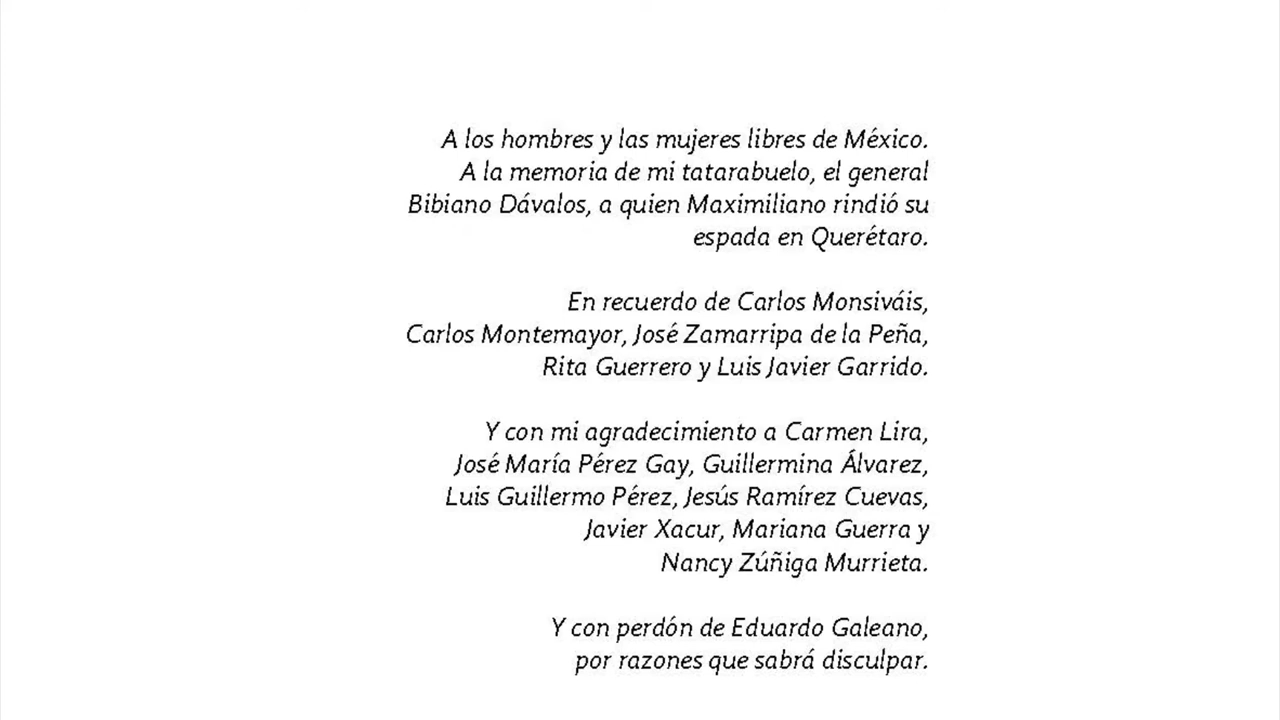 A los hombres y las mujeres libres de México.
A la memoria de mi tatarabuelo, el general
Bibiano Dávalos, a quien Maximiliano rindió su
espada en Querétaro.
En recuerdo de Carlos Monsiváis,
Carlos Montemayor, José Zamarripa de la Peña,
Rita Guerrero y Luis Javier Garrido.
Y con mi agradecimiento a Carmen Lira,
José María Pérez Gay, Guillermina Álvarez,
Luis Guillermo Pérez, Jesús Ramírez Cuevas,
Javier Xacur, Mariana Guerra y
Nancy Zúñiga Murrieta.
Y con perdón de Eduardo Galeano,
por razones que sabrá disculpar.